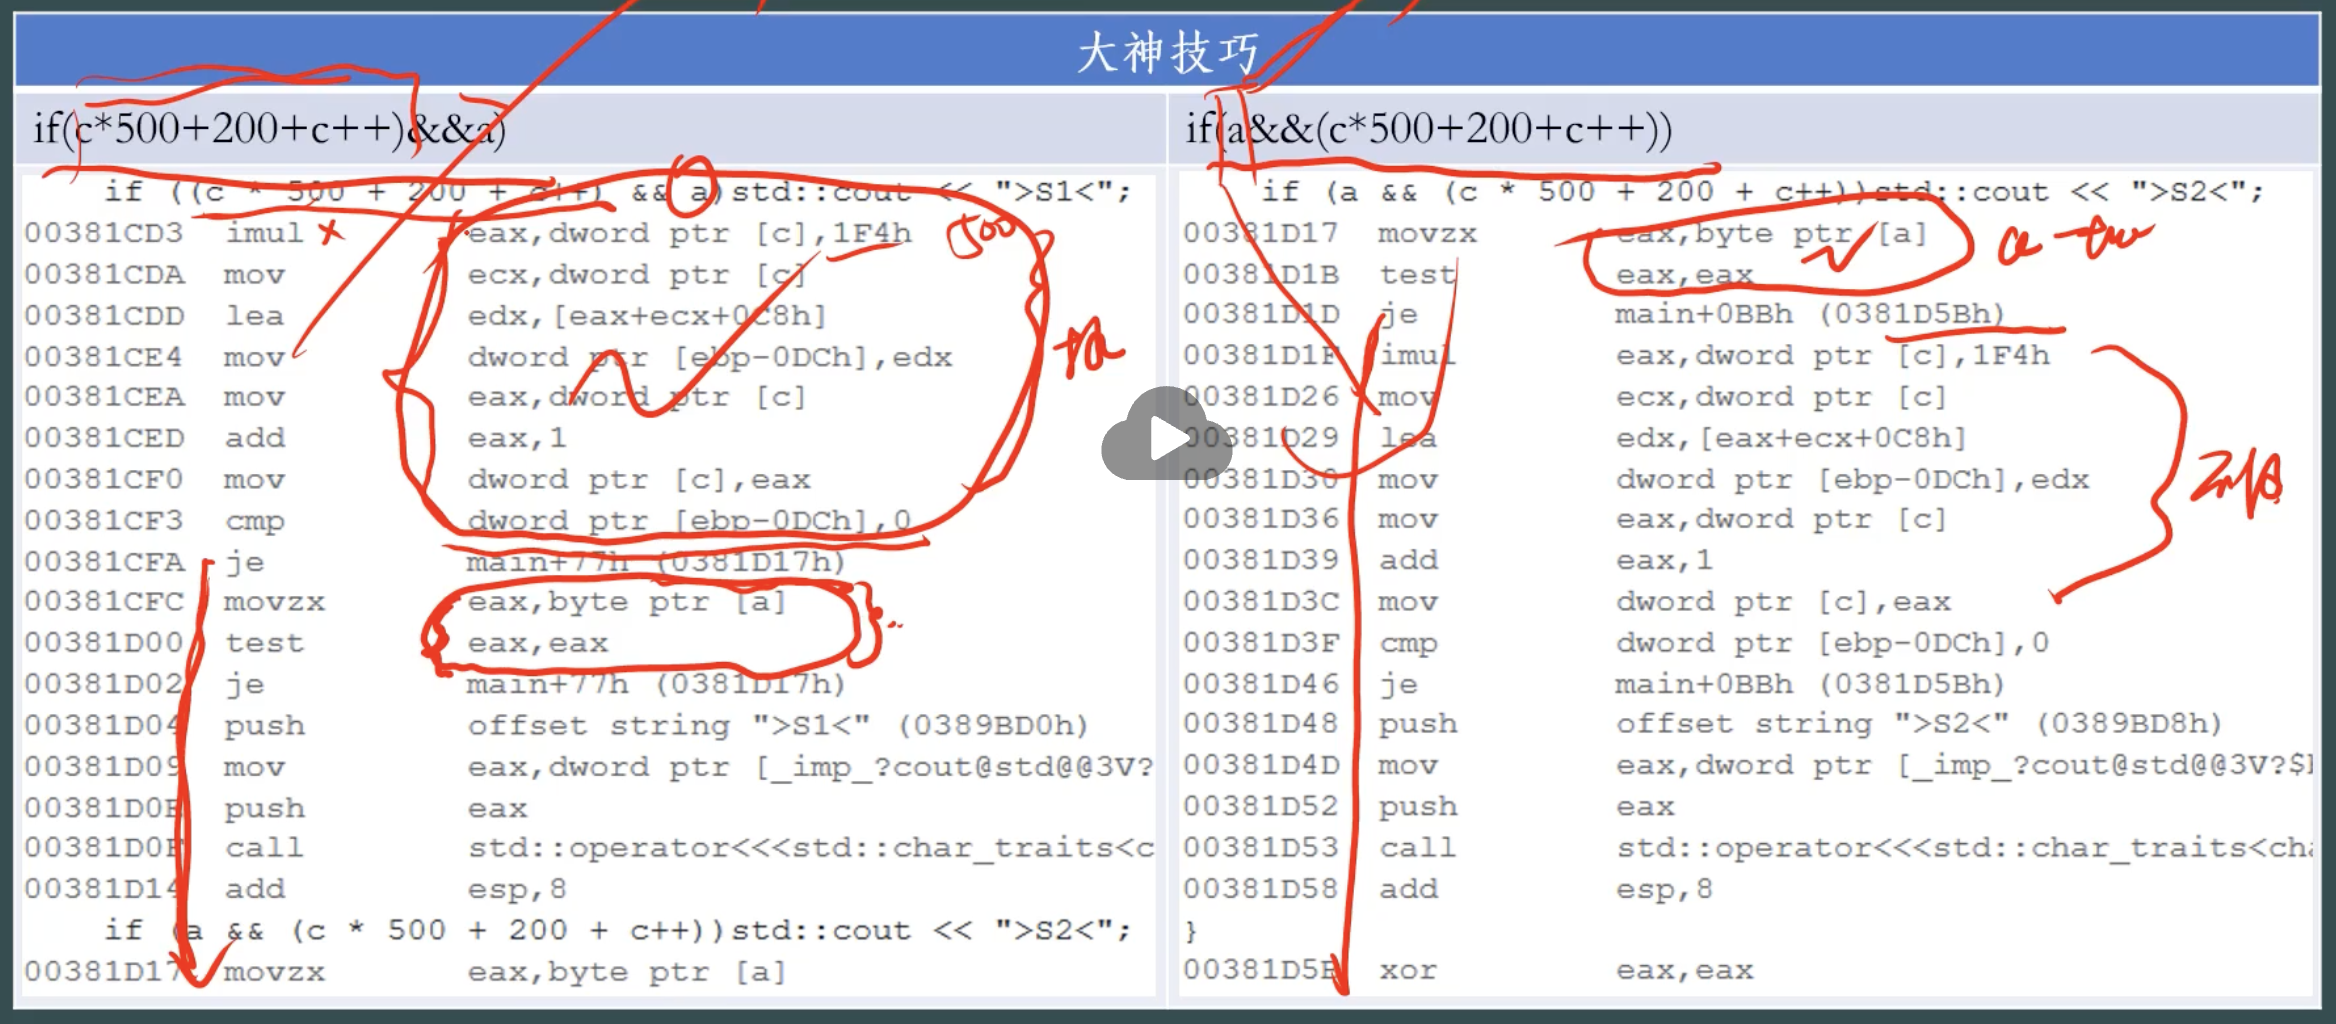 大神技巧
if(c*500+200+c++)&&a)
if ((c * 500 + 200 + c++) && a)std::cout << ">S1<";
00381CD3 imul eax,dword ptr [c],1F4h
00381CDA mov ecx,dword ptr [c]
00381CDD lea edx,[eax+ecx+0C8h]
00381CE4 mov dword ptr [ebp-0DCh],edx
00381CEA mov eax,dword ptr [c]
00381CED add eax,1
00381CF0 mov dword ptr [c],eax
00381CF3 cmp dword ptr [ebp-0DCh],0
00381CFA je main+77h (0381D17h)
00381CFC movzx eax,byte ptr [a]
00381D00 test eax,eax
00381D02 je main+77h (0381D17h)
00381D04 push offset string ">S1<" (0389BD0h)
00381D09 mov eax,dword ptr [_imp_?cout@std@@3V?
00381D0E push eax
00381D0F call std::operator<<<std::char_traits<c
00381D14 add esp,8
if (a && (c * 500 + 200 + c++))std::cout << ">S2<";
00381D17 movzx eax,byte ptr [a]
500
if(a&&(c*500+200+c++))
if (a && (c * 500 + 200 + c++))std::cout << ">S2<";
00381D17 movzx eax,byte ptr [a]
00381D1B test eax,eax
00381D1D je main+0BBh (0381D5Bh)
00381D1F imul eax,dword ptr [c],1F4h
00381D26 mov ecx,dword ptr [c]
00381D29 lea edx,[eax+ecx+0C8h]
00381D30 mov dword ptr [ebp-0DCh],edx
00381D36 mov eax,dword ptr [c]
00381D39 add eax,1
00381D3C mov dword ptr [c],eax
00381D3F cmp dword ptr [ebp-0DCh],0
00381D46 je main+0BBh (0381D5Bh)
00381D48 push offset string ">S2<" (0389BD8h)
00381D4D mov eax,dword ptr [_imp_?cout@std@@3V?$
00381D52 push eax
00381D53 call std::operator<<<std::char_traits<cha
00381D58 add esp,8
}
00381D5B xor eax,eax